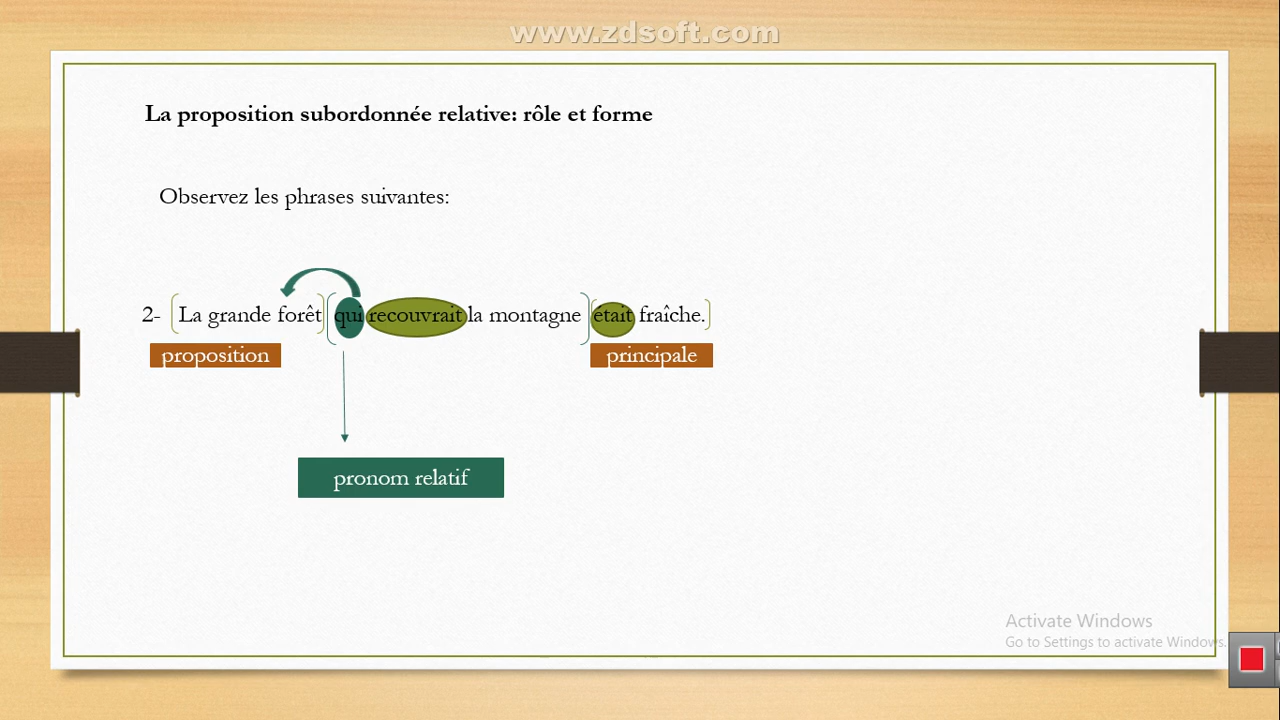 www.zdsoft.com
La proposition subordonnée relative: rôle et forme
Observez les phrases suivantes:
2- La grande forêt qui recouvrait la montagne était fraîche.
proposition principale
pronom relatif
Activate Windows
Go to Settings to activate Windows.